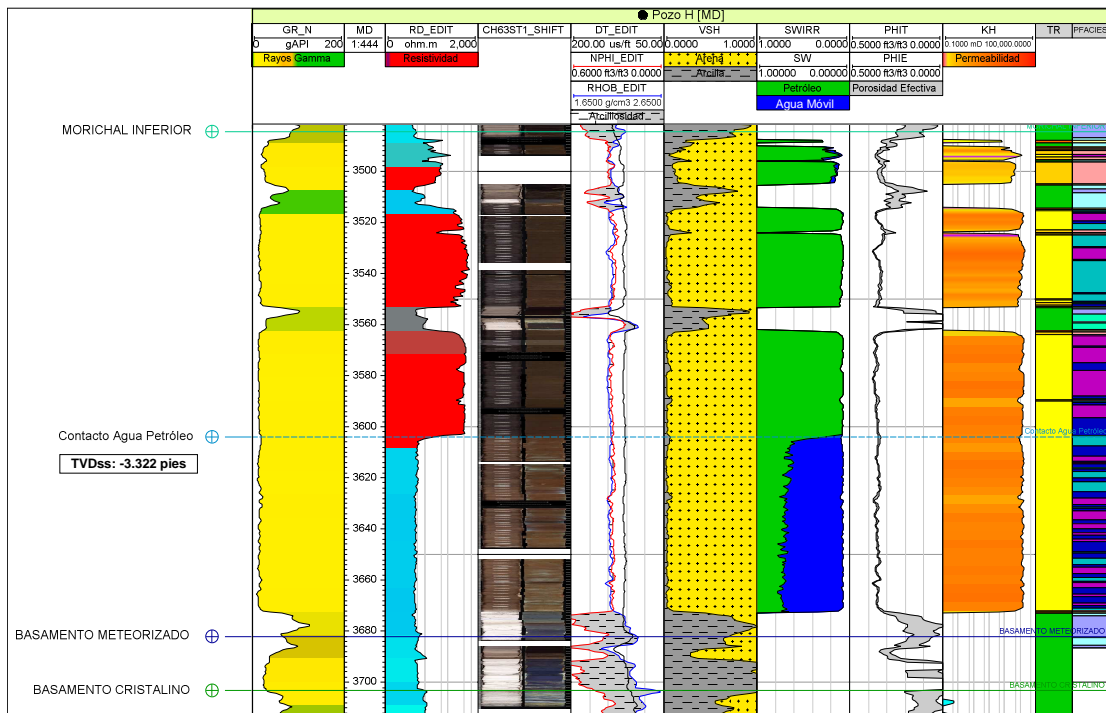 Pozo H [MD]
GR_N MD RD_EDIT CH63ST1_SHIFT DT_EDIT VSH SWIRR PHIT KH TR PFACIES
0 gAPI 200 1:444 0 ohm.m 2,000 200.00 us/ft 50.00 0.0000 1.0000 1.0000 0.0000 0.5000 ft3/ft3 0.0000 0.1000 mD 100,000.0000
Rayos Gamma Resistividad NPHI_EDIT Arena SW PHIE Permeabilidad
0.6000 ft3/ft3 0.0000 Arcilla 1.00000 0.00000 0.5000 ft3/ft3 0.0000
RHOB_EDIT Petróleo Porosidad Efectiva
1.6500 g/cm3 2.6500 Agua Móvil
Arcillosidad
MORICHAL INFERIOR
3500
3520
3540
3560
3580
3600
Contacto Agua Petróleo Contacto Agua Petróleo
TVDss: -3.322 pies
3620
3640
3660
3680
BASAMENTO METEORIZADO BASAMENTO METEORIZADO
3700
BASAMENTO CRISTALINO BASAMENTO CRISTALINO